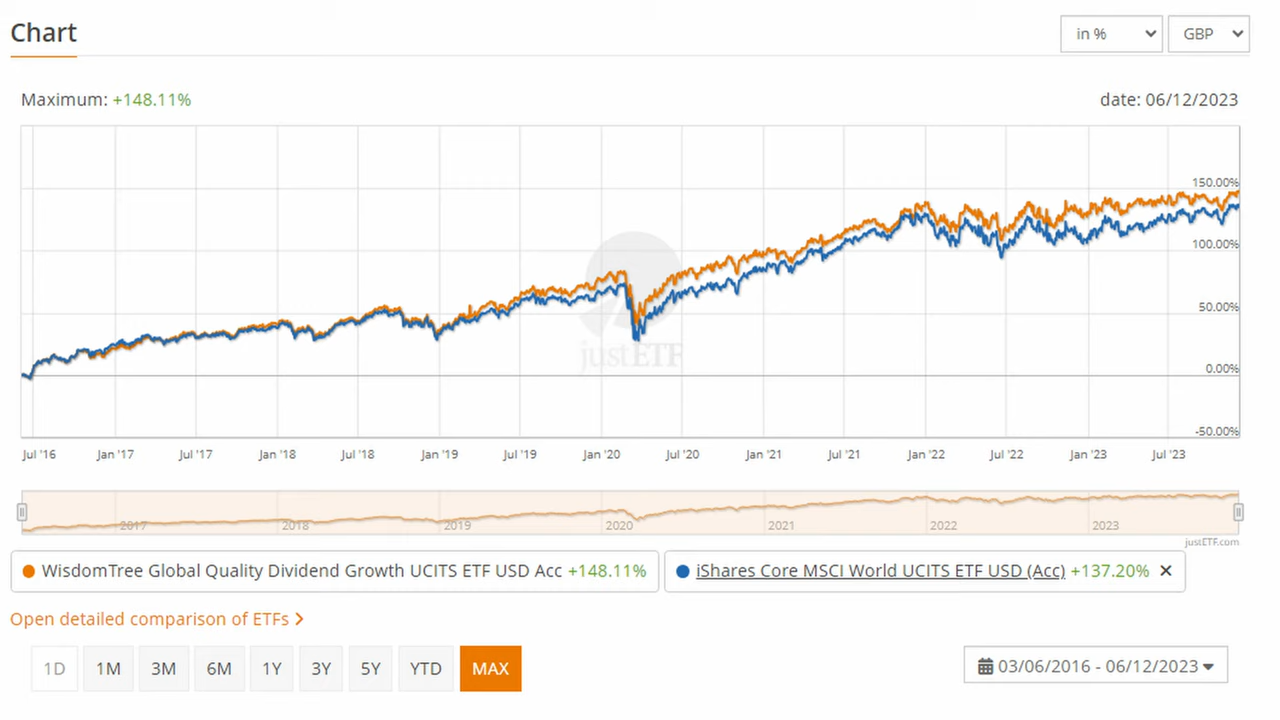 Chart
in % GBP
Maximum: +148.11% date: 06/12/2023
150.00%
100.00%
50.00%
0.00%
-50.00%
justETF
Jul '16 Jan '17 Jul '17 Jan '18 Jul '18 Jan '19 Jul '19 Jan '20 Jul '20 Jan '21 Jul '21 Jan '22 Jul '22 Jan '23 Jul '23
2017 2018 2019 2020 2021 2022 2023
justETF.com
WisdomTree Global Quality Dividend Growth UCITS ETF USD Acc +148.11% iShares Core MSCI World UCITS ETF USD (Acc) +137.20% ✕
Open detailed comparison of ETFs
1D 1M 3M 6M 1Y 3Y 5Y YTD MAX 03/06/2016 - 06/12/2023